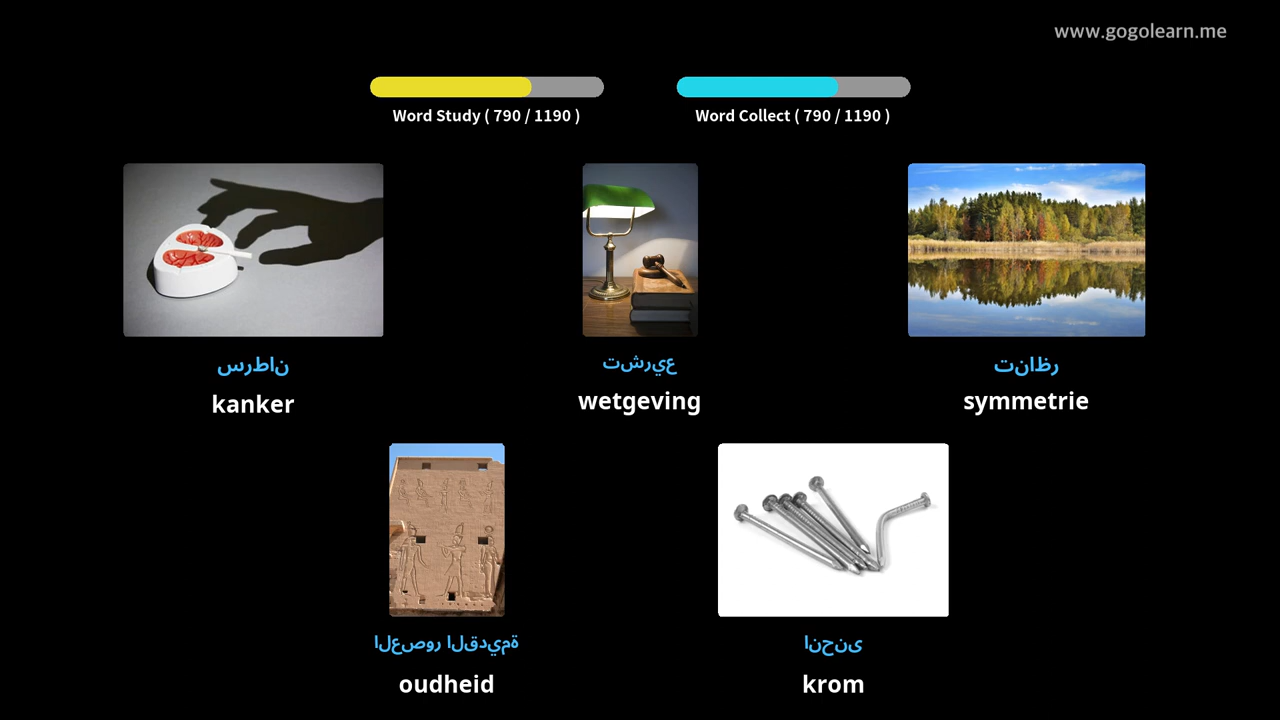 www.gogolearn.me
Word Study ( 790 / 1190 )
Word Collect ( 790 / 1190 )
سرطان
kanker
تشريع
wetgeving
تناظر
symmetrie
العصور القديمة
oudheid
انحنى
krom